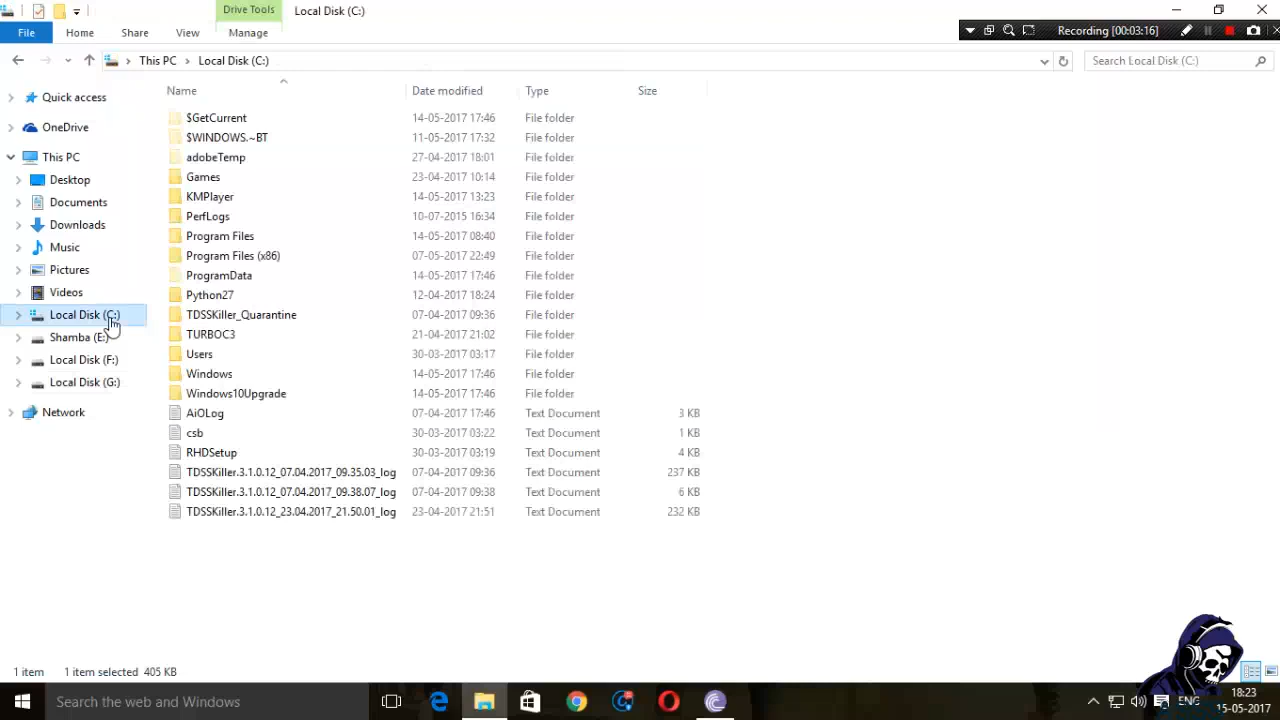 Drive Tools Local Disk (C:)
File Home Share View Manage
Recording [00:03:16]
This PC Local Disk (C:)
Search Local Disk (C:)
Name Date modified Type Size
Quick access
OneDrive
This PC
Desktop
Documents
Downloads
Music
Pictures
Videos
Local Disk (C:)
Shamba (E:)
Local Disk (F:)
Local Disk (G:)
Network
$GetCurrent 14-05-2017 17:46 File folder
$WINDOWS.~BT 11-05-2017 17:32 File folder
adobeTemp 27-04-2017 18:01 File folder
Games 23-04-2017 10:14 File folder
KMPlayer 14-05-2017 13:23 File folder
PerfLogs 10-07-2015 16:34 File folder
Program Files 14-05-2017 08:40 File folder
Program Files (x86) 07-05-2017 22:49 File folder
ProgramData 14-05-2017 17:46 File folder
Python27 12-04-2017 18:24 File folder
TDSSKiller_Quarantine 07-04-2017 09:36 File folder
TURBOC3 21-04-2017 21:02 File folder
Users 30-03-2017 03:17 File folder
Windows 14-05-2017 17:46 File folder
Windows10Upgrade 14-05-2017 17:46 File folder
AiOLog 07-04-2017 17:46 Text Document 3 KB
csb 30-03-2017 03:22 Text Document 1 KB
RHDSetup 30-03-2017 03:19 Text Document 4 KB
TDSSKiller.3.1.0.12_07.04.2017_09.35.03_log 07-04-2017 09:36 Text Document 237 KB
TDSSKiller.3.1.0.12_07.04.2017_09.38.07_log 07-04-2017 09:38 Text Document 6 KB
TDSSKiller.3.1.0.12_23.04.2017_21.50.01_log 23-04-2017 21:51 Text Document 232 KB
1 item 1 item selected 405 KB
Search the web and Windows
ENG
18:23
15-05-2017